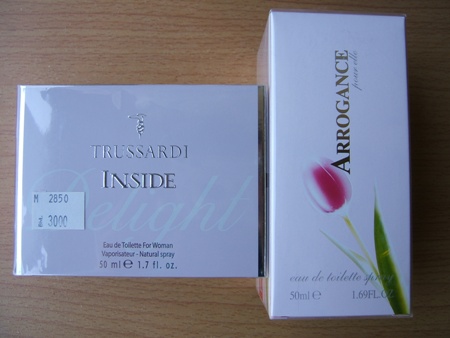 TRUSSARDI
INSIDE
Delight
M 2850
3000
Eau de Toilette For Woman
Vaporisateur - Natural spray
50 ml e 1.7 fl. oz.
ARROGANCE
pour elle
eau de toilette spray
50ml e 1.69FL.OZ.